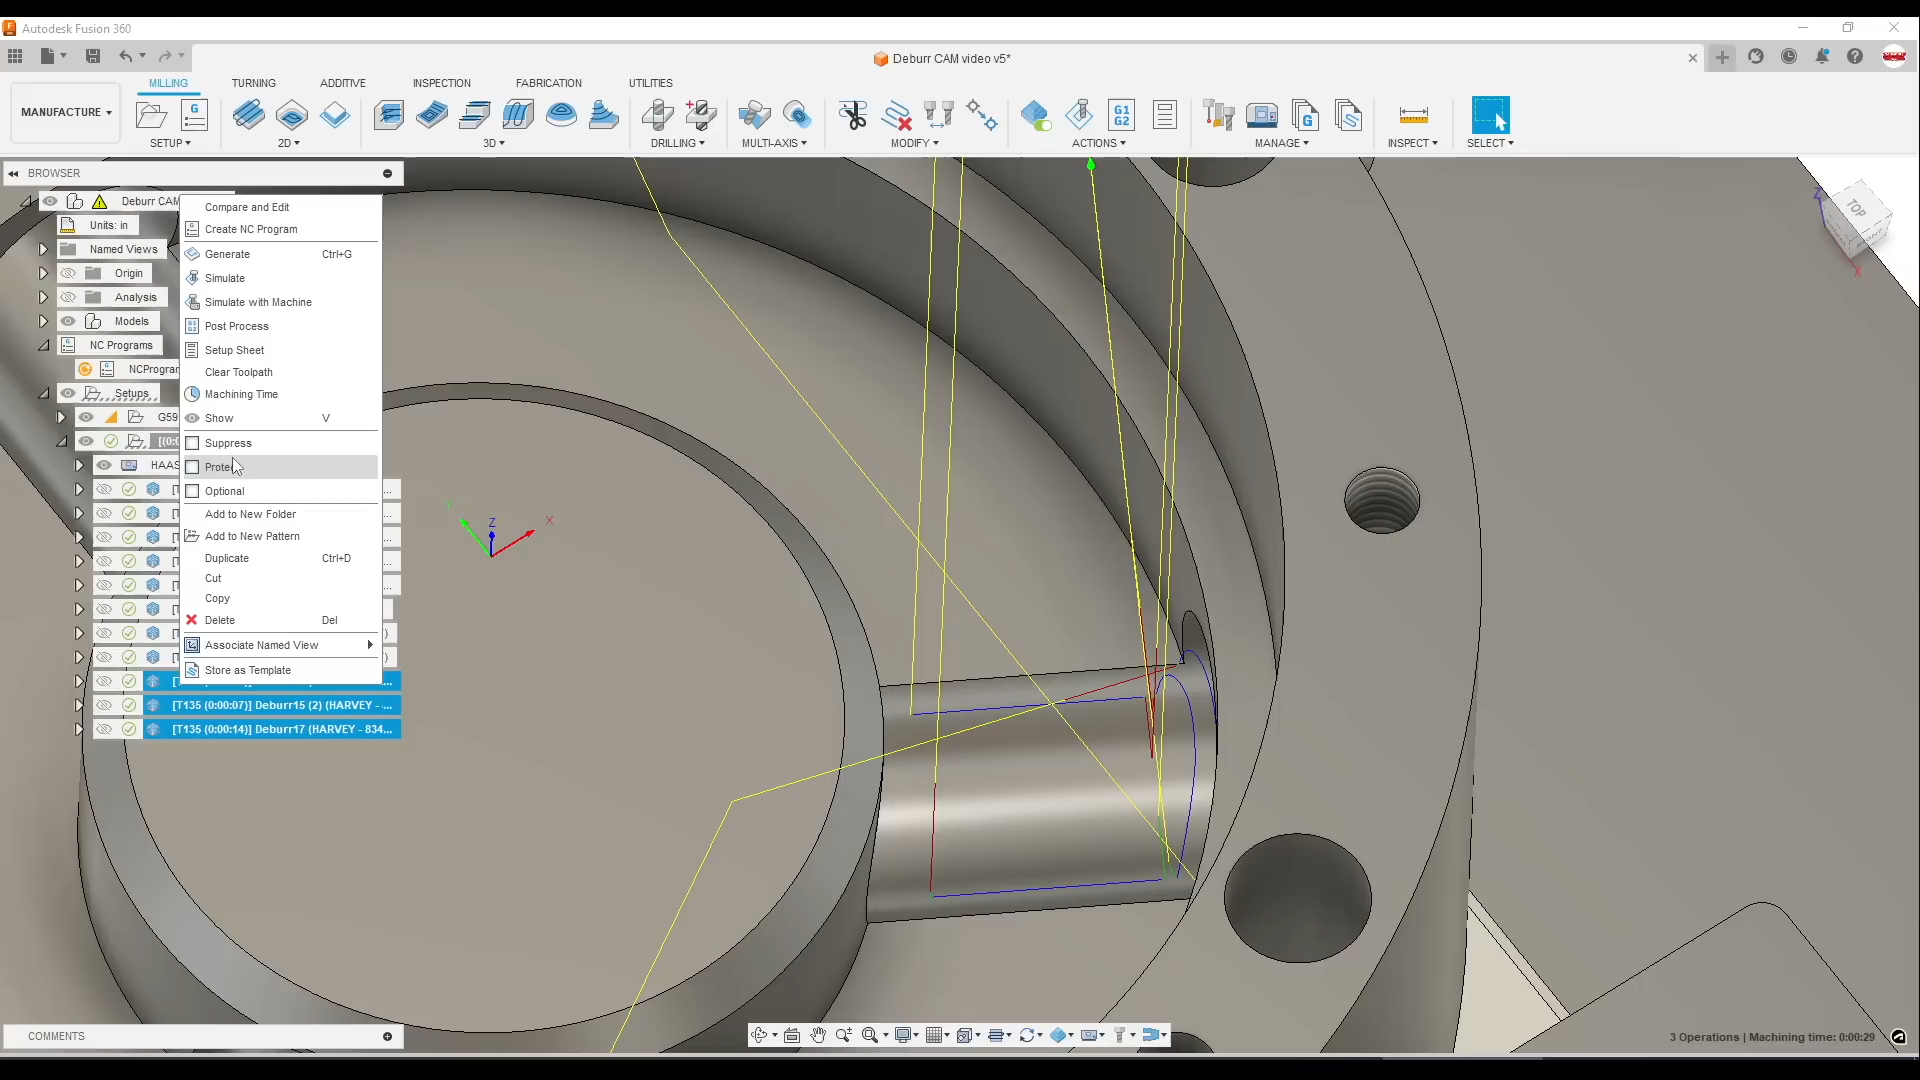 Autodesk Fusion 360
Deburr CAM video v5*
MILLING TURNING ADDITIVE INSPECTION FABRICATION UTILITIES
MANUFACTURE
G
G1
G2
G
SETUP 2D 3D DRILLING MULTI-AXIS MODIFY ACTIONS MANAGE INSPECT SELECT
BROWSER
Deburr CAM
Units: in
Named Views
Origin
Analysis
Models
NC Programs
NCProgram
Setups
G59
[(0:0
HAAS
[T135 (0:00:07)] Deburr15 (2) (HARVEY - ...
[T135 (0:00:14)] Deburr17 (HARVEY - 834...
Compare and Edit
Create NC Program
Generate Ctrl+G
Simulate
Simulate with Machine
Post Process
Setup Sheet
Clear Toolpath
Machining Time
Show V
Suppress
Optional
Add to New Folder
Add to New Pattern
Duplicate Ctrl+D
Cut
Copy
Delete Del
Associate Named View
Store as Template
Z
X
TOP
RIGHT
Z
X
COMMENTS
3 Operations | Machining time: 0:00:29